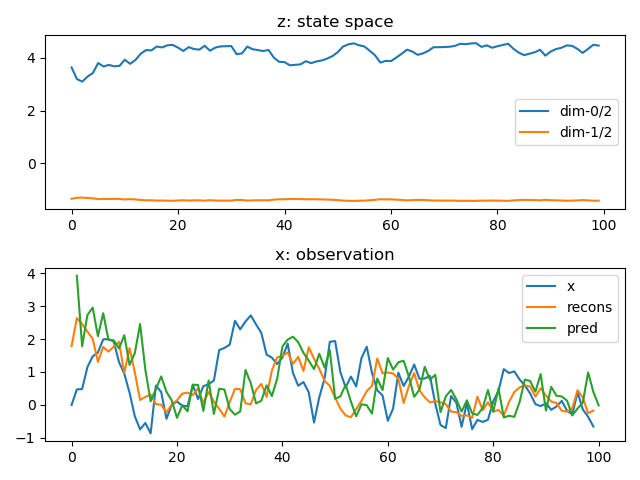 z: state space
4
2
0
dim-0/2
dim-1/2
0 20 40 60 80 100
x: observation
4
3
2
1
0
−1
x
recons
pred
0 20 40 60 80 100